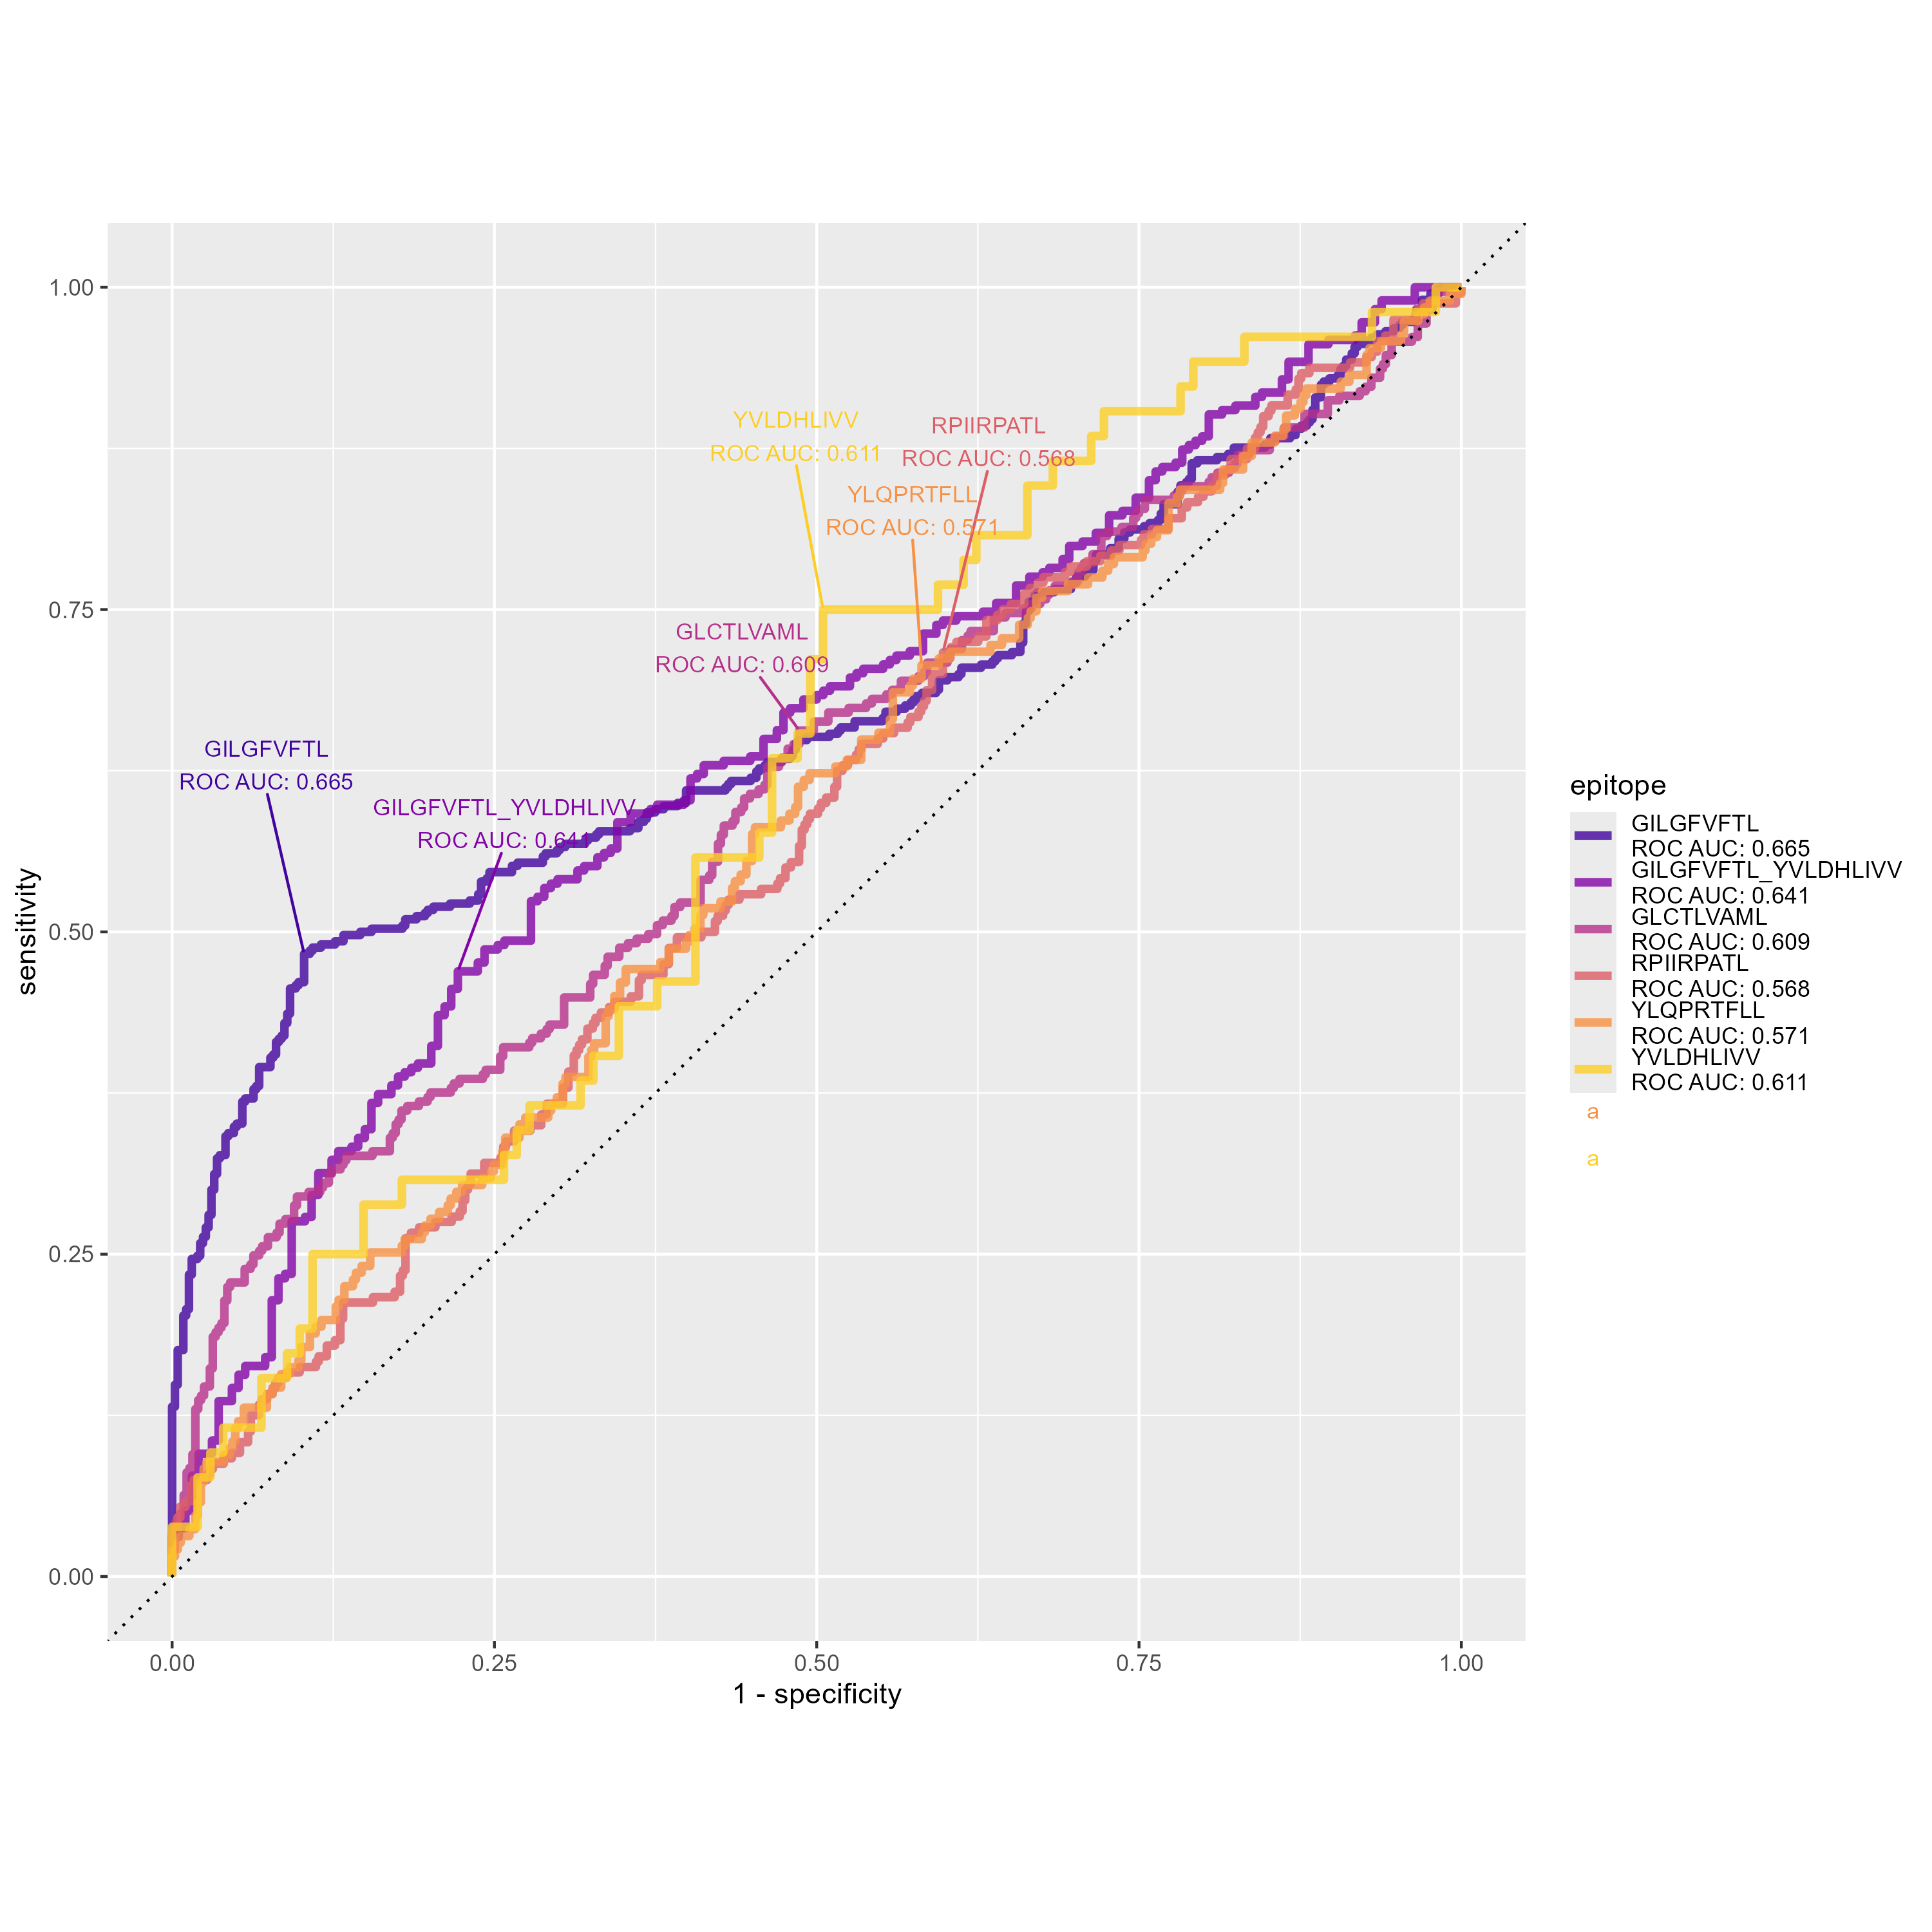 1.00
0.75
0.50
0.25
0.00
sensitivity
YVLDHLIVV
ROC AUC: 0.611
RPIIRPATL
ROC AUC: 0.568
YLQPRTFLL
ROC AUC: 0.571
GLCTLVAML
ROC AUC: 0.609
GILGFVFTL
ROC AUC: 0.665
GILGFVFTL_YVLDHLIVV
ROC AUC: 0.641
0.00
0.25
0.50
0.75
1.00
1 - specificity
epitope
GILGFVFTL
ROC AUC: 0.665
GILGFVFTL_YVLDHLIVV
ROC AUC: 0.641
GLCTLVAML
ROC AUC: 0.609
RPIIRPATL
ROC AUC: 0.568
YLQPRTFLL
ROC AUC: 0.571
YVLDHLIVV
ROC AUC: 0.611
a
a